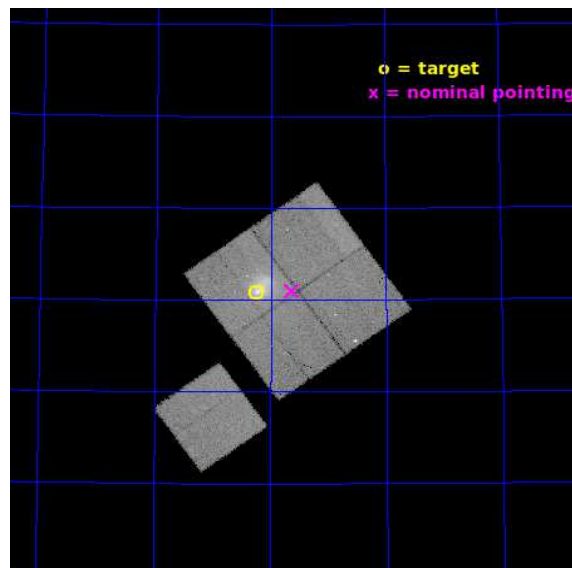 o = target
x = nominal pointing